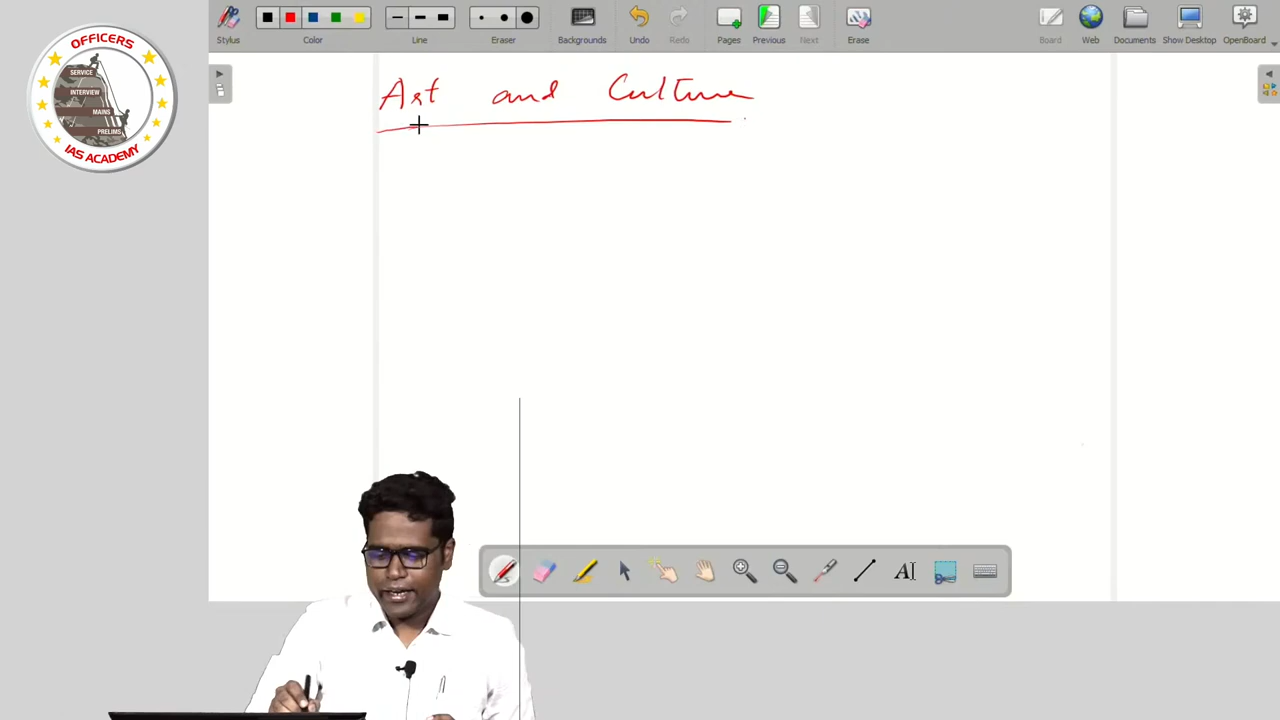 OFFICERS
SERVICE
INTERVIEW
MAINS
PRELIMS
IAS ACADEMY
Stylus
Color
Line
Eraser
Backgrounds
Undo
Redo
Pages
Previous
Next
Erase
Board
Web
Documents
Show Desktop
OpenBoard
Art and Culture
A